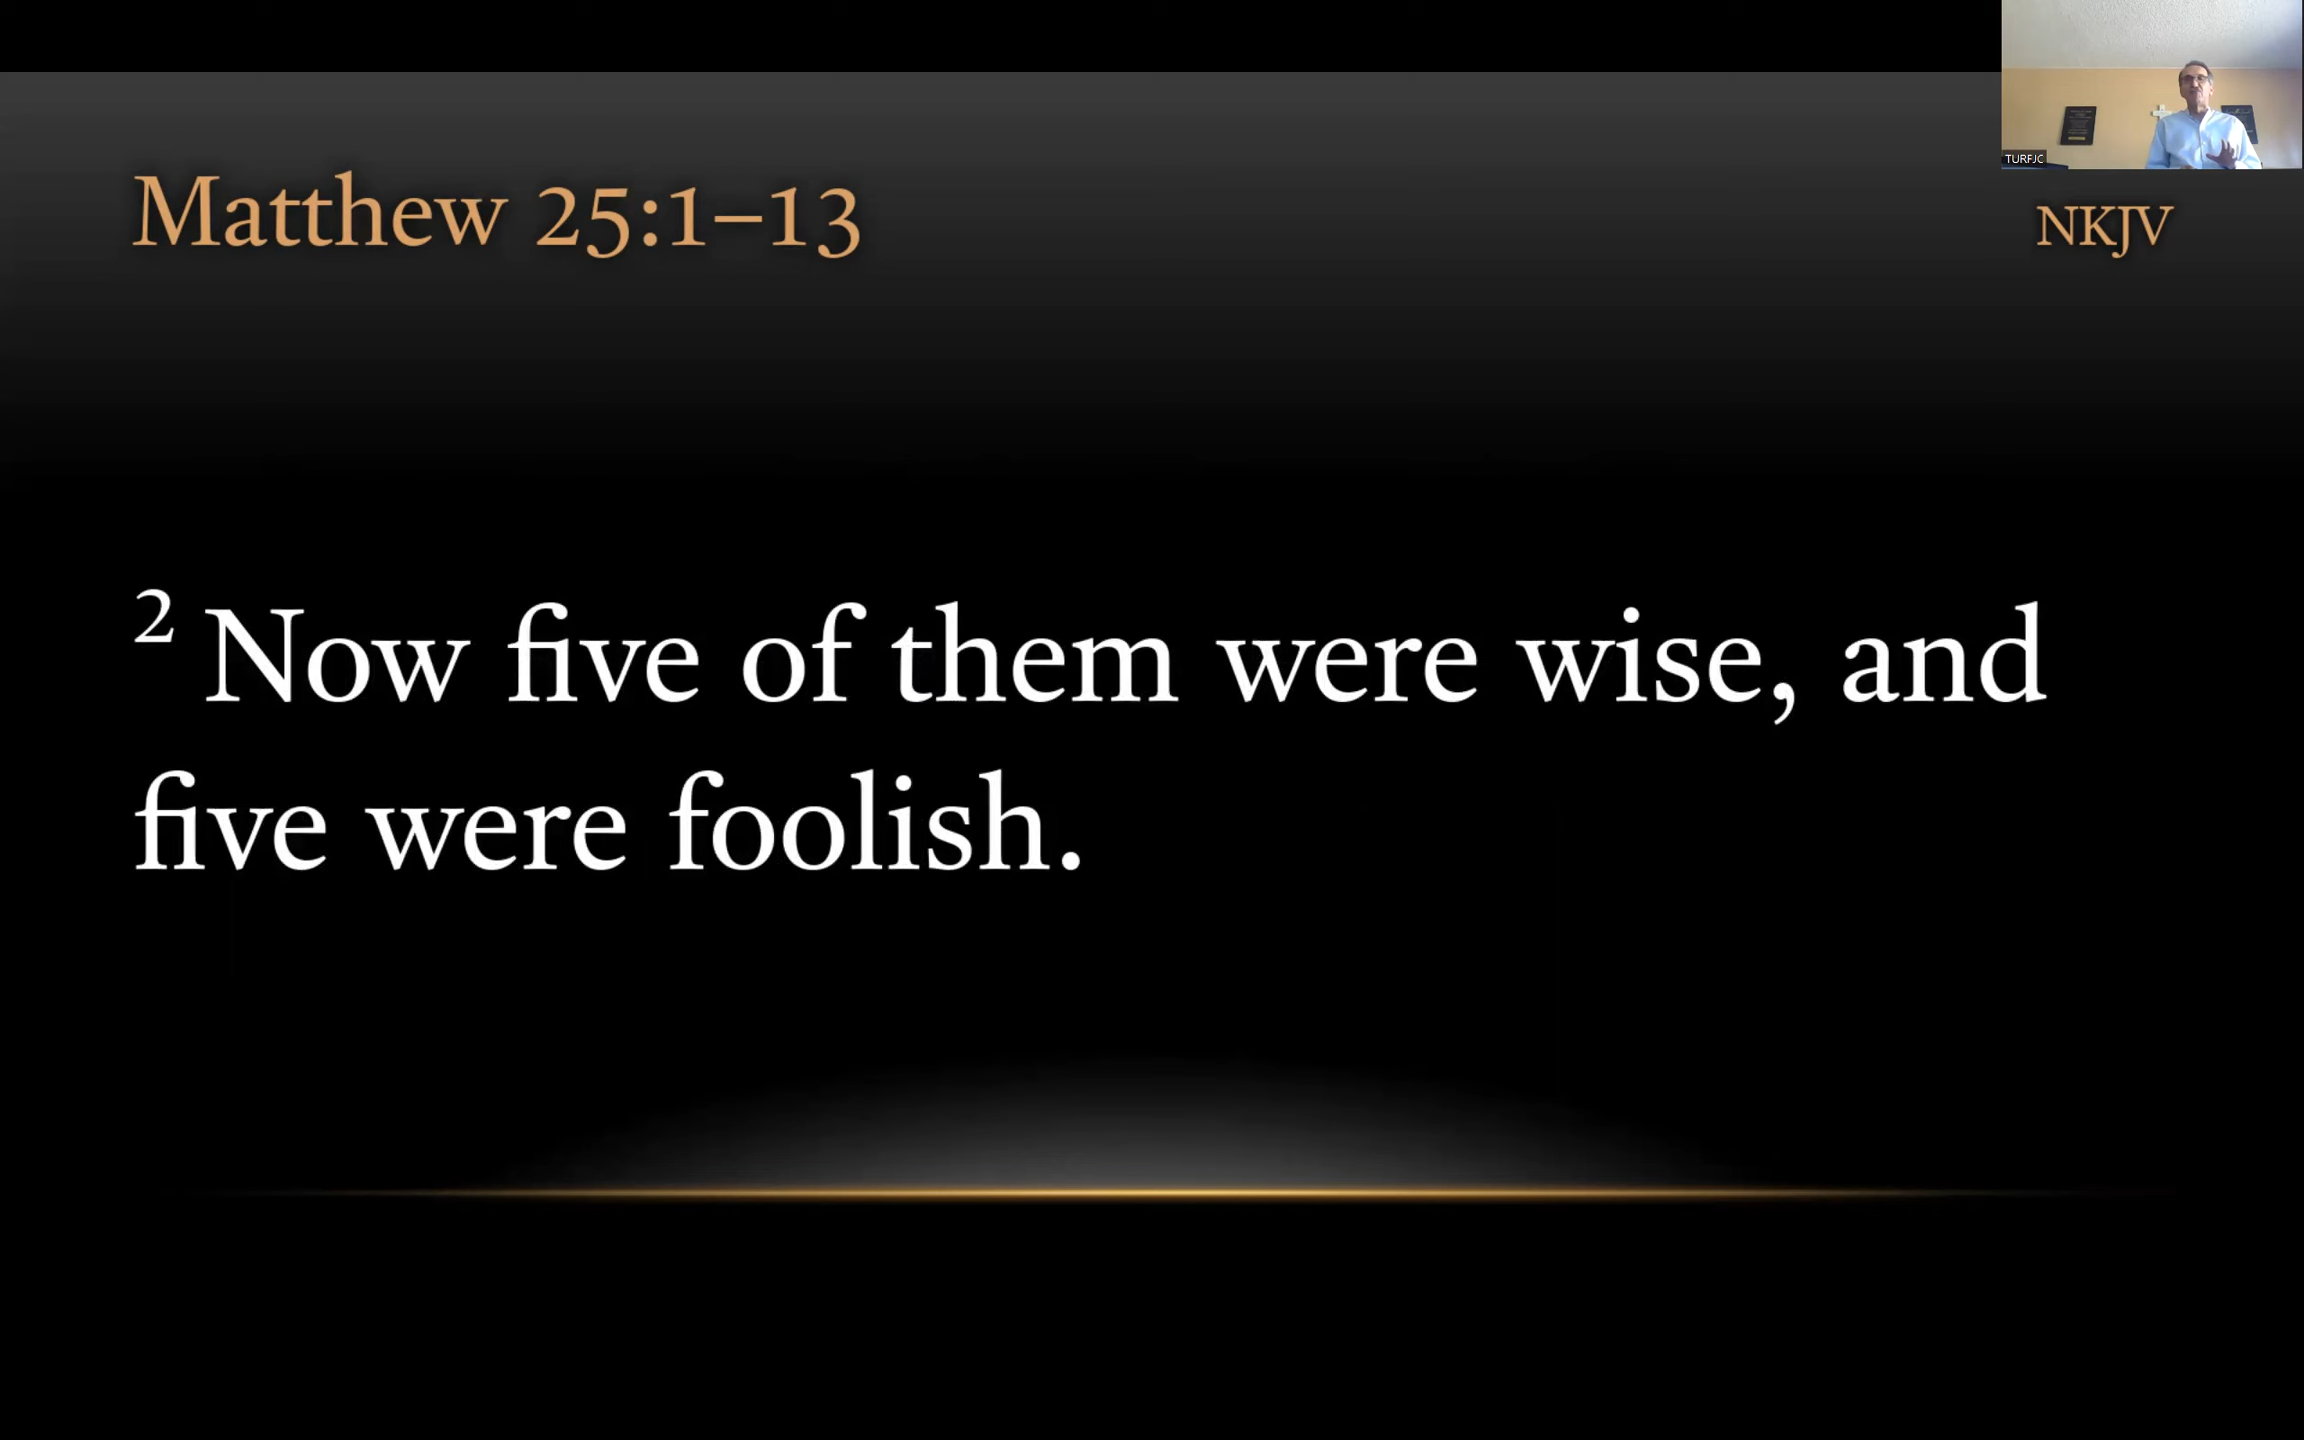 Matthew 25:1–13
NKJV
TURFJC
2 Now five of them were wise, and
five were foolish.